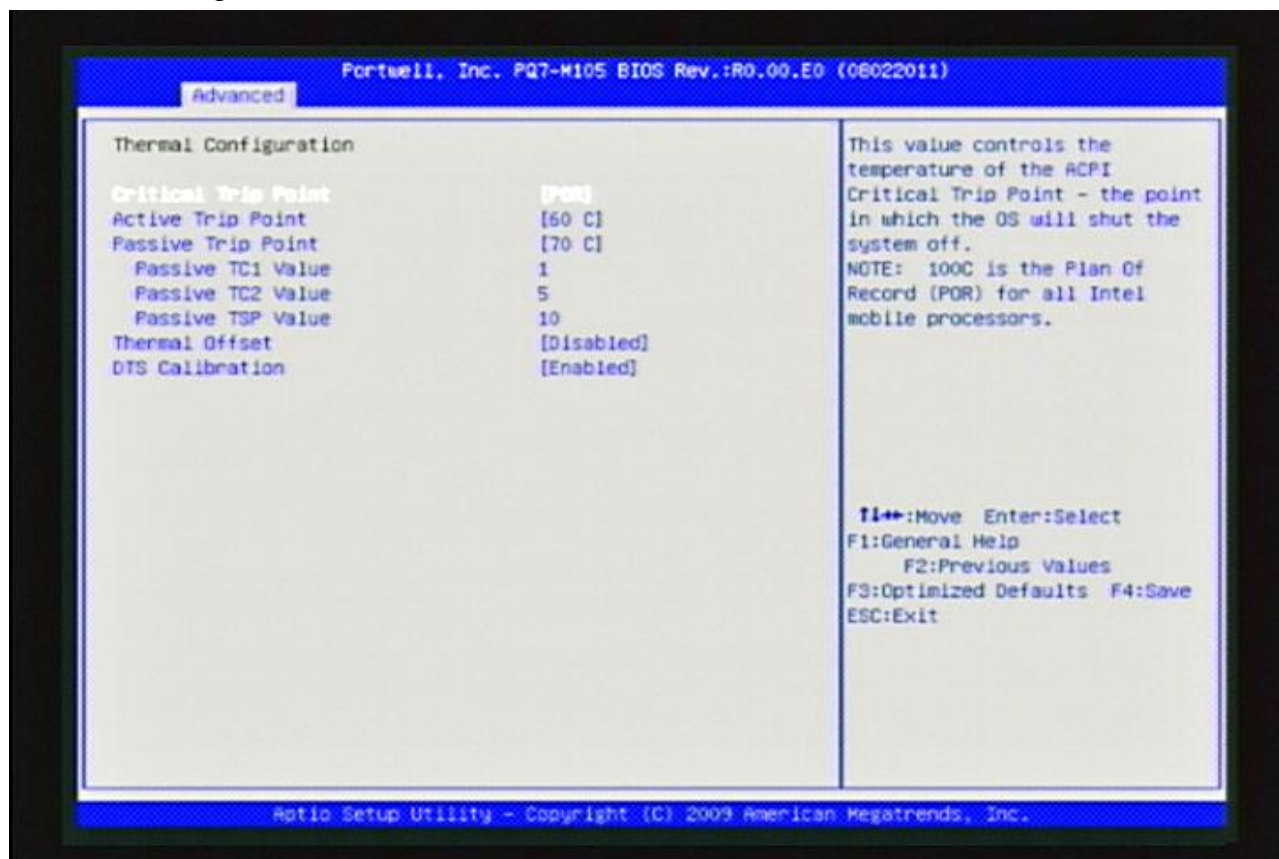 Portwell, Inc. PQ7-M105 BIOS Rev.:R0.00.E0 (08022011)
Advanced
Thermal Configuration
Critical Trip Point [POR]
Active Trip Point [60 C]
Passive Trip Point [70 C]
Passive TC1 Value 1
Passive TC2 Value 5
Passive TSP Value 10
Thermal Offset [Disabled]
DTS Calibration [Enabled]
This value controls the
temperature of the ACPI
Critical Trip Point - the point
in which the OS will shut the
system off.
NOTE: 100C is the Plan Of
Record (POR) for all Intel
mobile processors.
↑↓←→:Move Enter:Select
F1:General Help
F2:Previous Values
F3:Optimized Defaults F4:Save
ESC:Exit
Aptio Setup Utility - Copyright (C) 2009 American Megatrends, Inc.